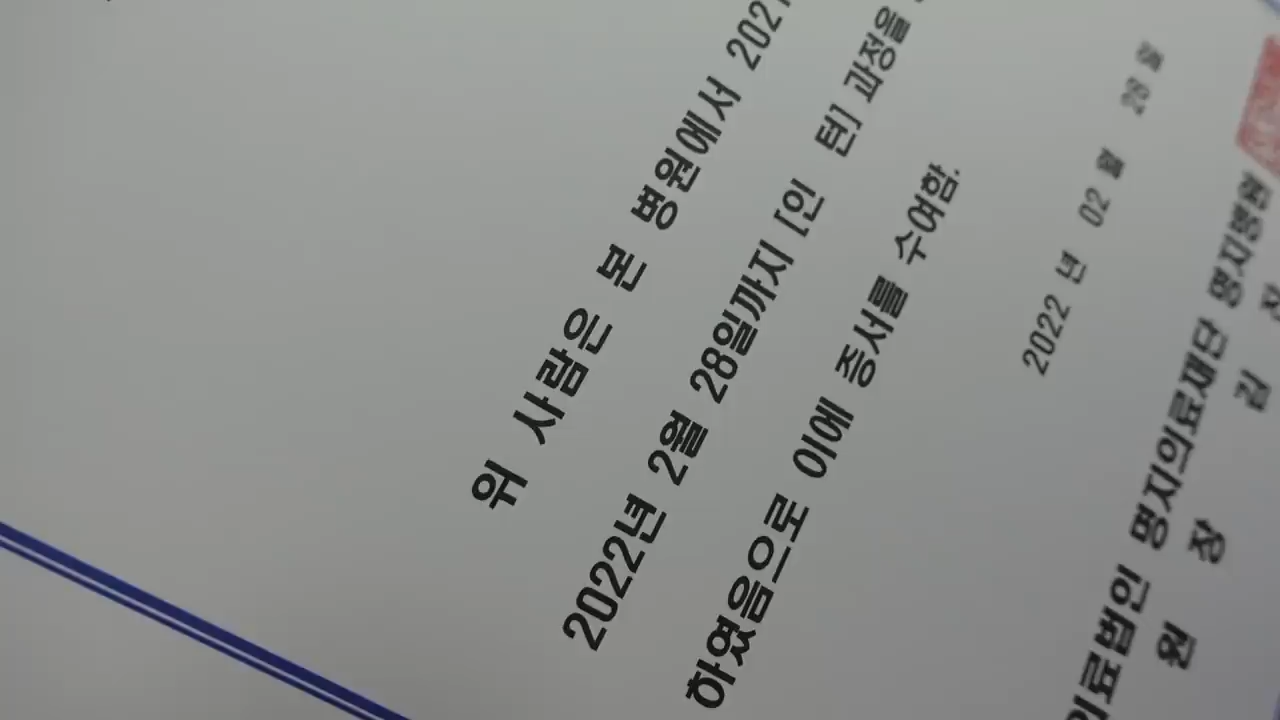 위 사람은 본 병원에서 2021
2022년 2월 28일까지 [인 턴] 과정을
하였음으로 이에 증서를 수여함.
2022 년 02 월 28 일
의료법인 명지의료재단 명지병원
원 장 김 진